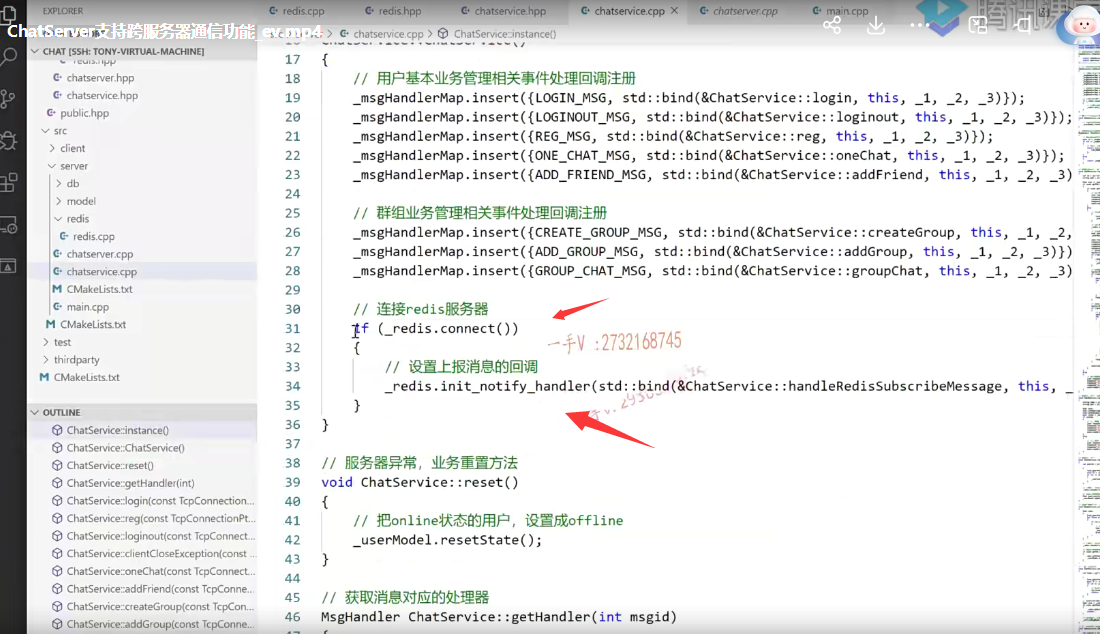 EXPLORER
redis.cpp
redis.hpp
chatservice.hpp
chatservice.cpp
chatserver.cpp
main.cpp
ChatServer支持跨服务器通信功能_ev.mp4
chatservice.cpp > ChatService::instance()
CHAT [SSH: TONY-VIRTUAL-MACHINE]
redis.hpp
chatserver.hpp
chatservice.hpp
public.hpp
src
client
server
db
model
redis
redis.cpp
chatserver.cpp
chatservice.cpp
CMakeLists.txt
main.cpp
CMakeLists.txt
test
thirdparty
CMakeLists.txt
OUTLINE
ChatService::instance()
ChatService::ChatService()
ChatService::reset()
ChatService::getHandler(int)
ChatService::login(const TcpConnection...
ChatService::reg(const TcpConnectionPt...
ChatService::loginout(const TcpConnect...
ChatService::clientCloseException(const ...
ChatService::oneChat(const TcpConnect...
ChatService::addFriend(const TcpConne...
ChatService::createGroup(const TcpCon...
ChatService::addGroup(const TcpConne...
16 ChatService::ChatService()
17 {
18 // 用户基本业务管理相关事件处理回调注册
19 _msgHandlerMap.insert({LOGIN_MSG, std::bind(&ChatService::login, this, _1, _2, _3)});
20 _msgHandlerMap.insert({LOGINOUT_MSG, std::bind(&ChatService::loginout, this, _1, _2, _3)});
21 _msgHandlerMap.insert({REG_MSG, std::bind(&ChatService::reg, this, _1, _2, _3)});
22 _msgHandlerMap.insert({ONE_CHAT_MSG, std::bind(&ChatService::oneChat, this, _1, _2, _3)});
23 _msgHandlerMap.insert({ADD_FRIEND_MSG, std::bind(&ChatService::addFriend, this, _1, _2, _3)
24
25 // 群组业务管理相关事件处理回调注册
26 _msgHandlerMap.insert({CREATE_GROUP_MSG, std::bind(&ChatService::createGroup, this, _1, _2,
27 _msgHandlerMap.insert({ADD_GROUP_MSG, std::bind(&ChatService::addGroup, this, _1, _2, _3)})
28 _msgHandlerMap.insert({GROUP_CHAT_MSG, std::bind(&ChatService::groupChat, this, _1, _2, _3)
29
30 // 连接redis服务器
31 if (_redis.connect())
一手V :2732168745
32 {
33 // 设置上报消息的回调
34 _redis.init_notify_handler(std::bind(&ChatService::handleRedisSubscribeMessage, this, _
35 }
36 }
37
38 // 服务器异常，业务重置方法
39 void ChatService::reset()
40 {
41 // 把online状态的用户，设置成offline
42 _userModel.resetState();
43 }
44
45 // 获取消息对应的处理器
46 MsgHandler ChatService::getHandler(int msgid)